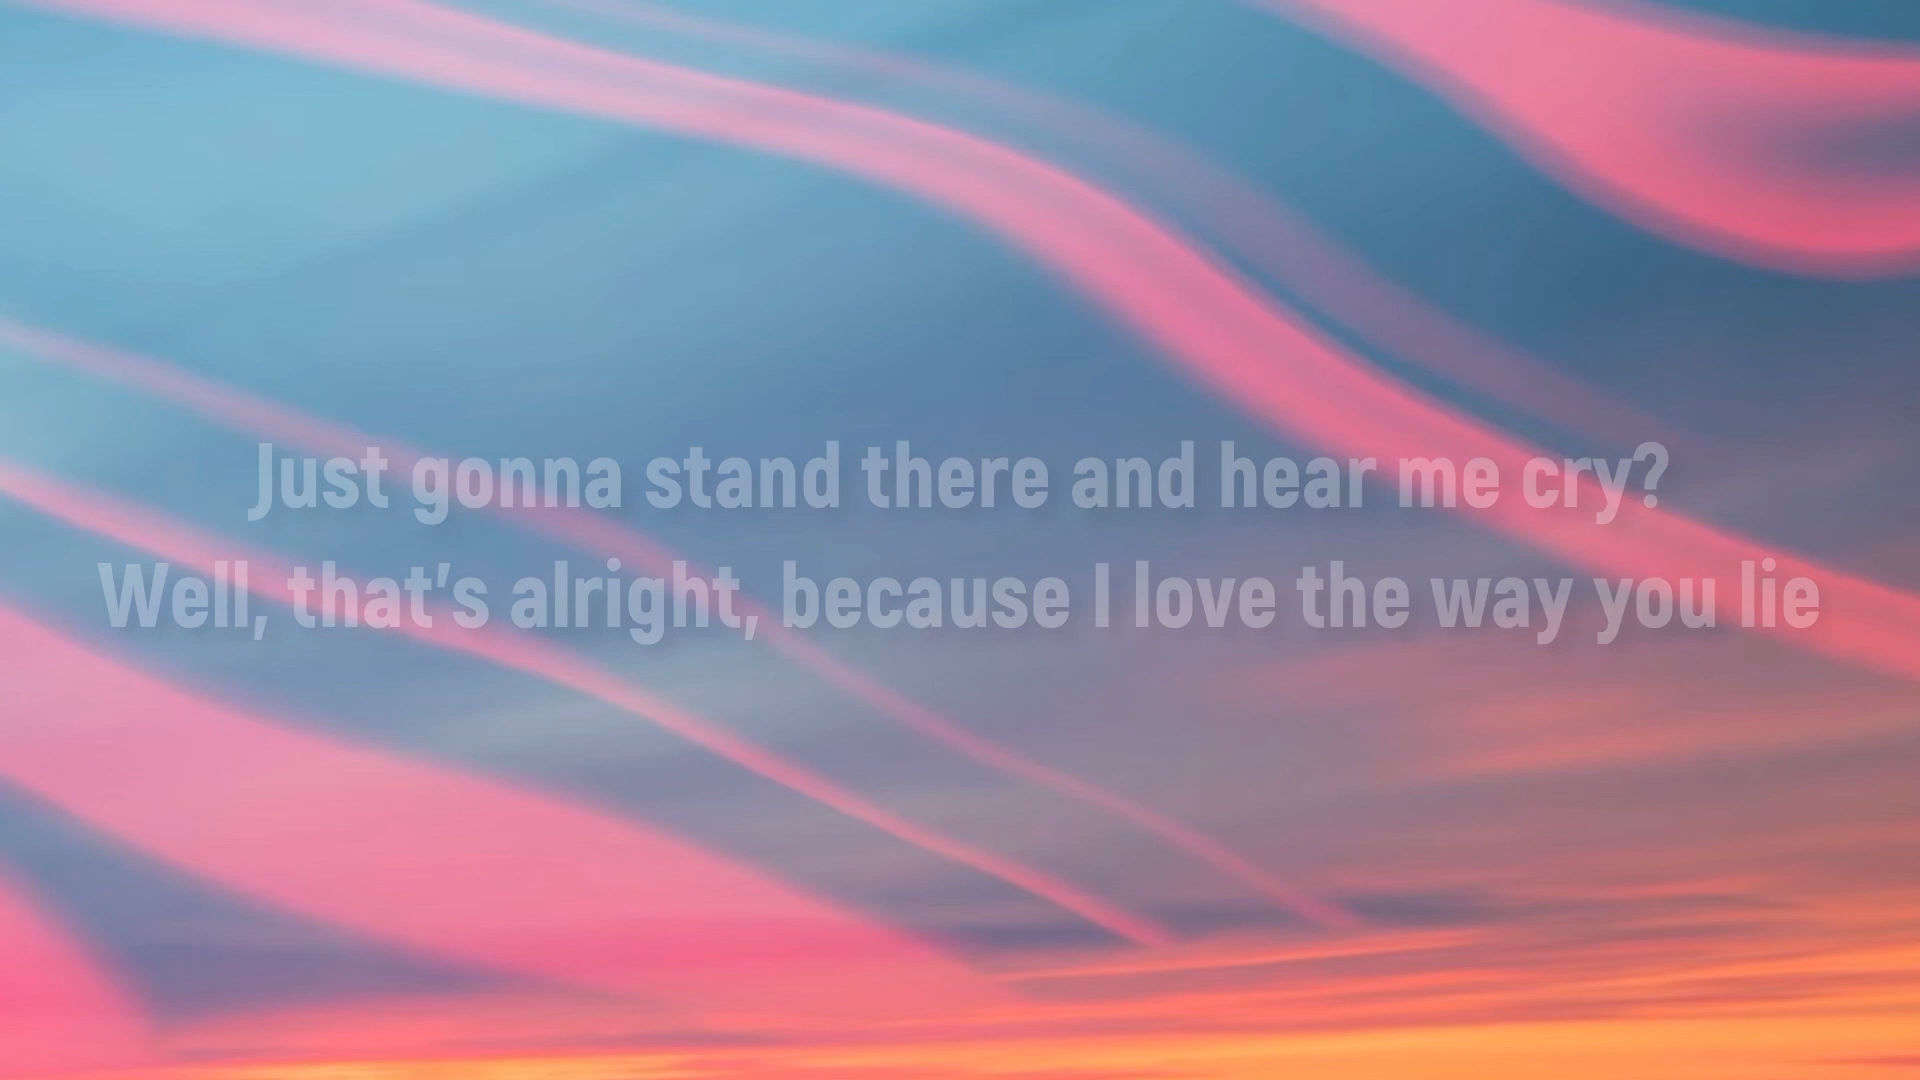 Just gonna stand there and hear me cry?
Well, that's alright, because I love the way you lie